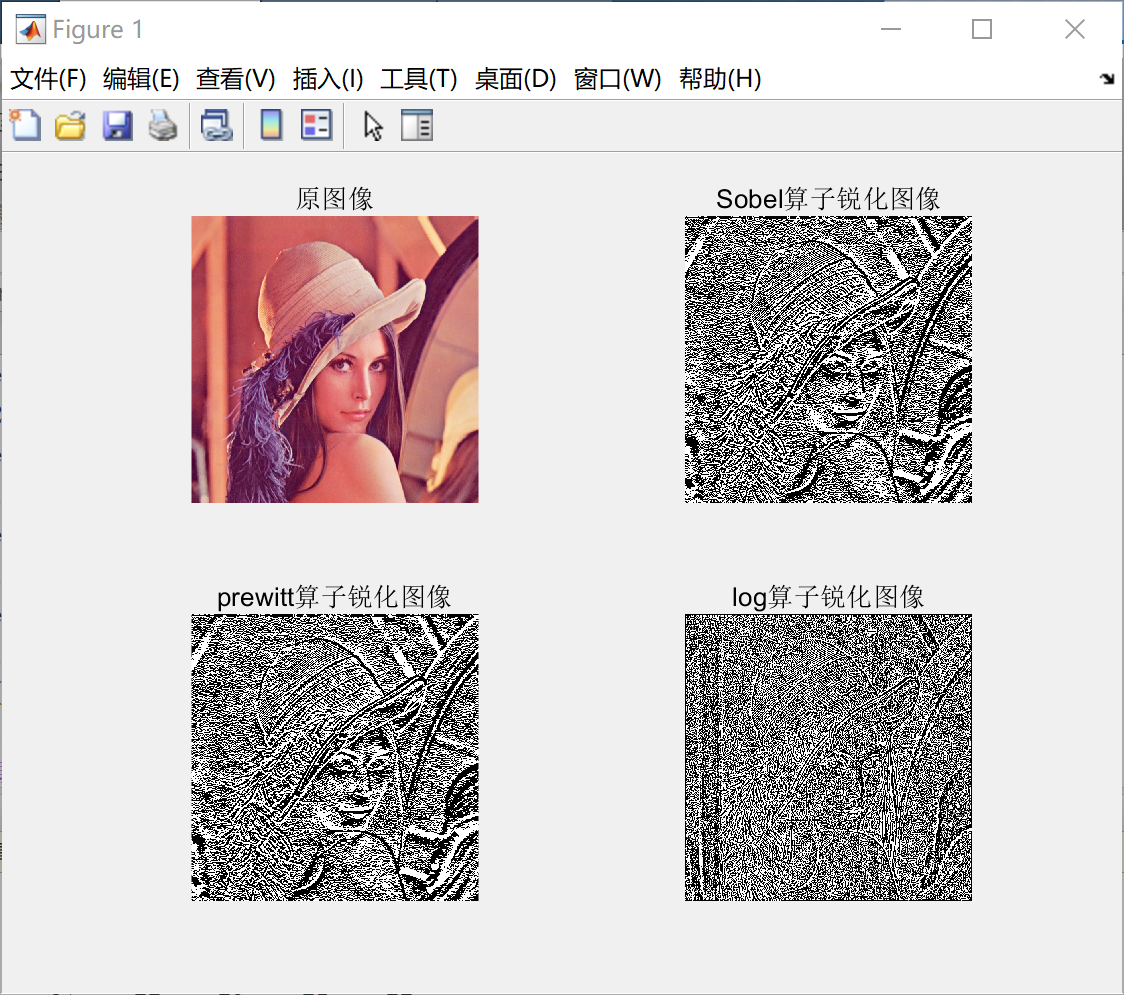 Figure 1
文件(F) 编辑(E) 查看(V) 插入(I) 工具(T) 桌面(D) 窗口(W) 帮助(H)
原图像
Sobel算子锐化图像
prewitt算子锐化图像
log算子锐化图像